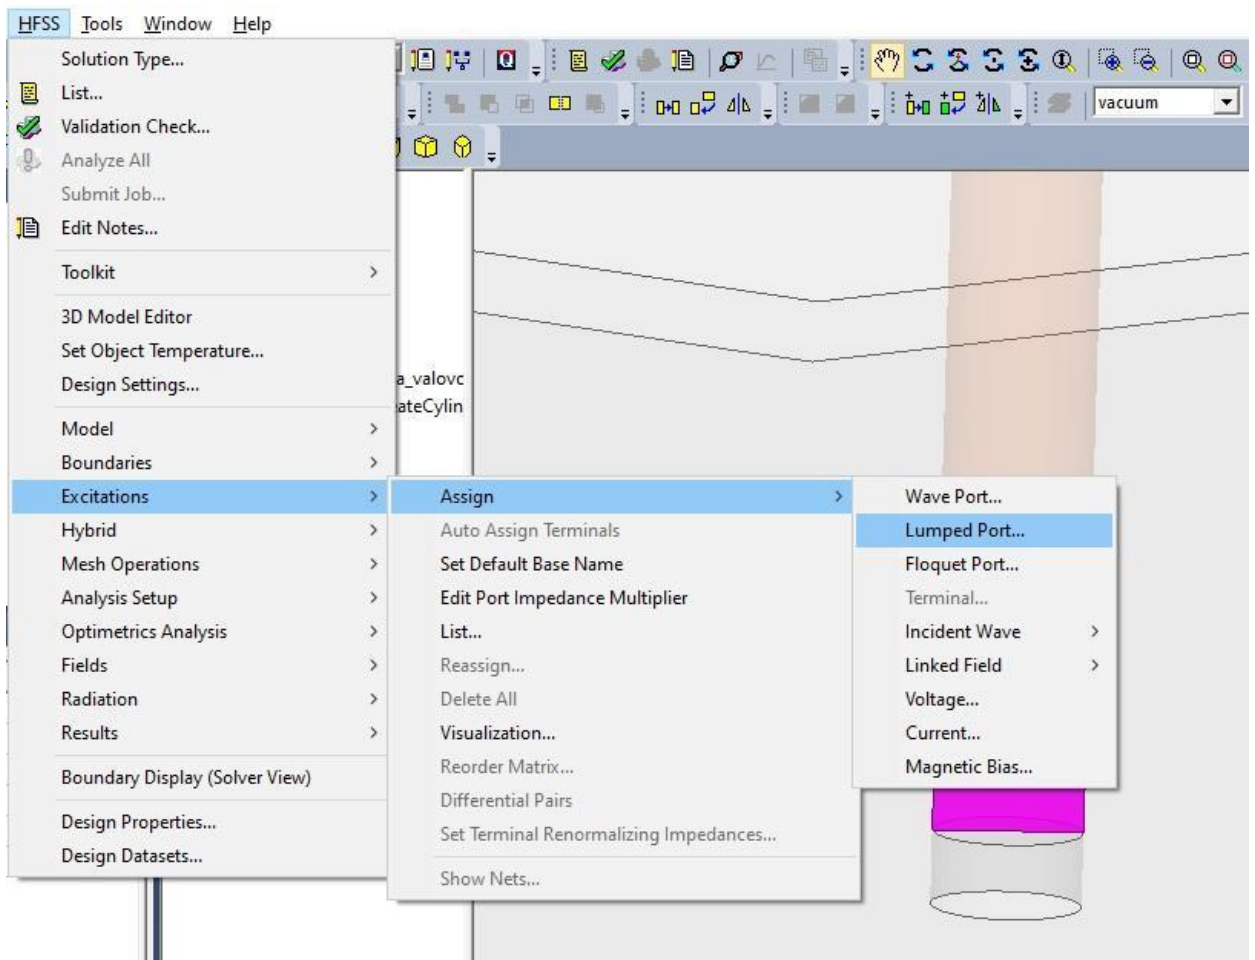 HFSS Tools Window Help
Solution Type...
List...
Validation Check...
Analyze All
Submit Job...
Edit Notes...
Toolkit
3D Model Editor
Set Object Temperature...
Design Settings...
Model
Boundaries
Excitations
Hybrid
Mesh Operations
Analysis Setup
Optimetrics Analysis
Fields
Radiation
Results
Boundary Display (Solver View)
Design Properties...
Design Datasets...
vacuum
a_valovc
ateCylin
Assign
Auto Assign Terminals
Set Default Base Name
Edit Port Impedance Multiplier
List...
Reassign...
Delete All
Visualization...
Reorder Matrix...
Differential Pairs
Set Terminal Renormalizing Impedances...
Show Nets...
Wave Port...
Lumped Port...
Floquet Port...
Terminal...
Incident Wave
Linked Field
Voltage...
Current...
Magnetic Bias...